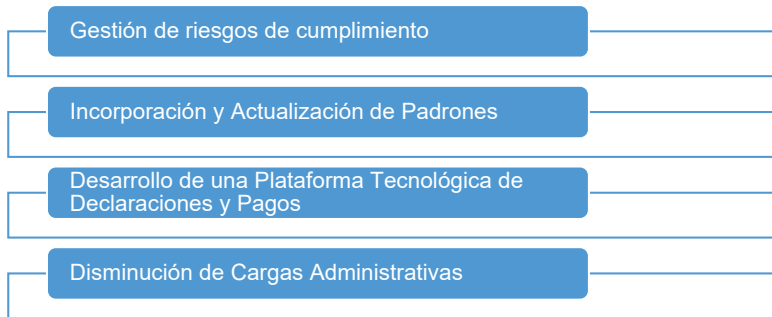 Gestión de riesgos de cumplimiento
Incorporación y Actualización de Padrones
Desarrollo de una Plataforma Tecnológica de
Declaraciones y Pagos
Disminución de Cargas Administrativas